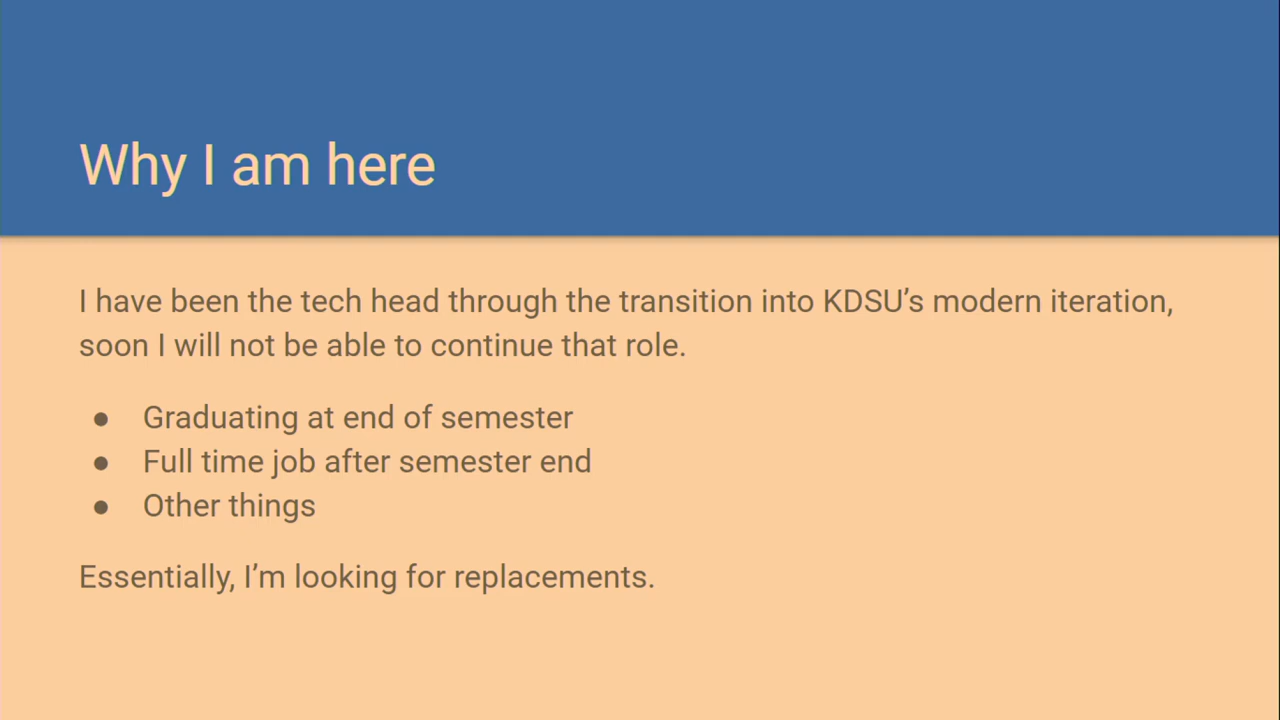 Why I am here
I have been the tech head through the transition into KDSU’s modern iteration,
soon I will not be able to continue that role.
● Graduating at end of semester
● Full time job after semester end
● Other things
Essentially, I’m looking for replacements.